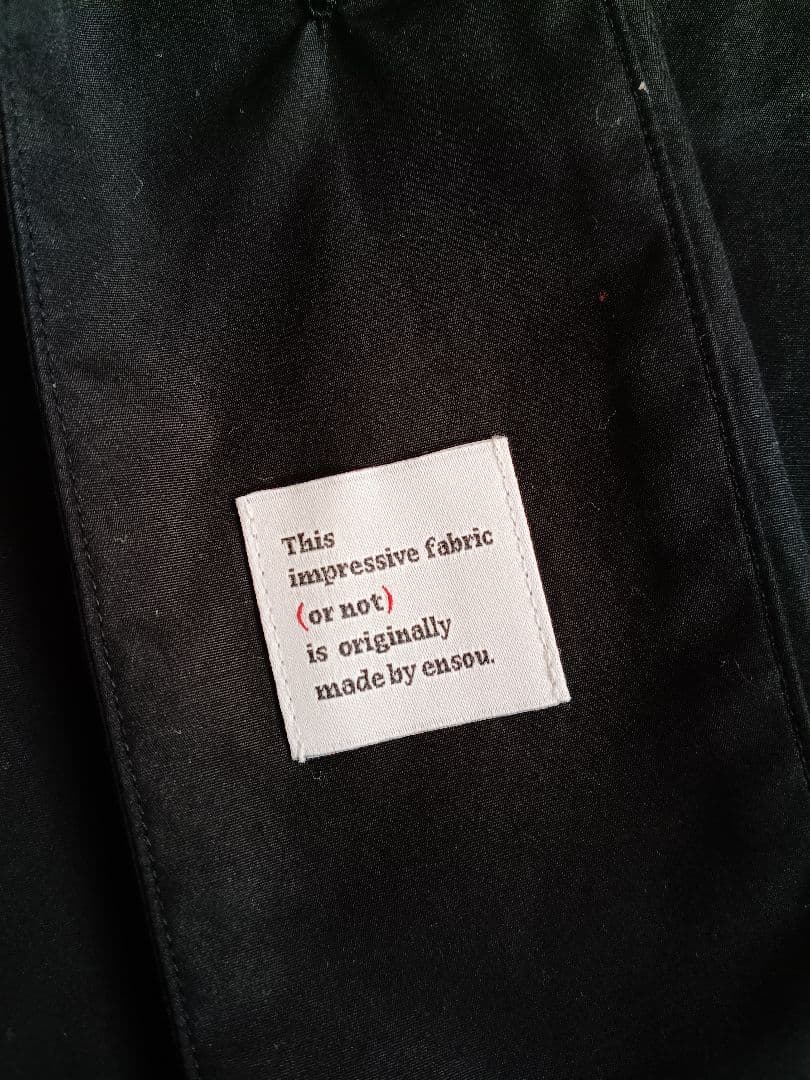 This
impressive fabric
(or not)
is originally
made by ensou.